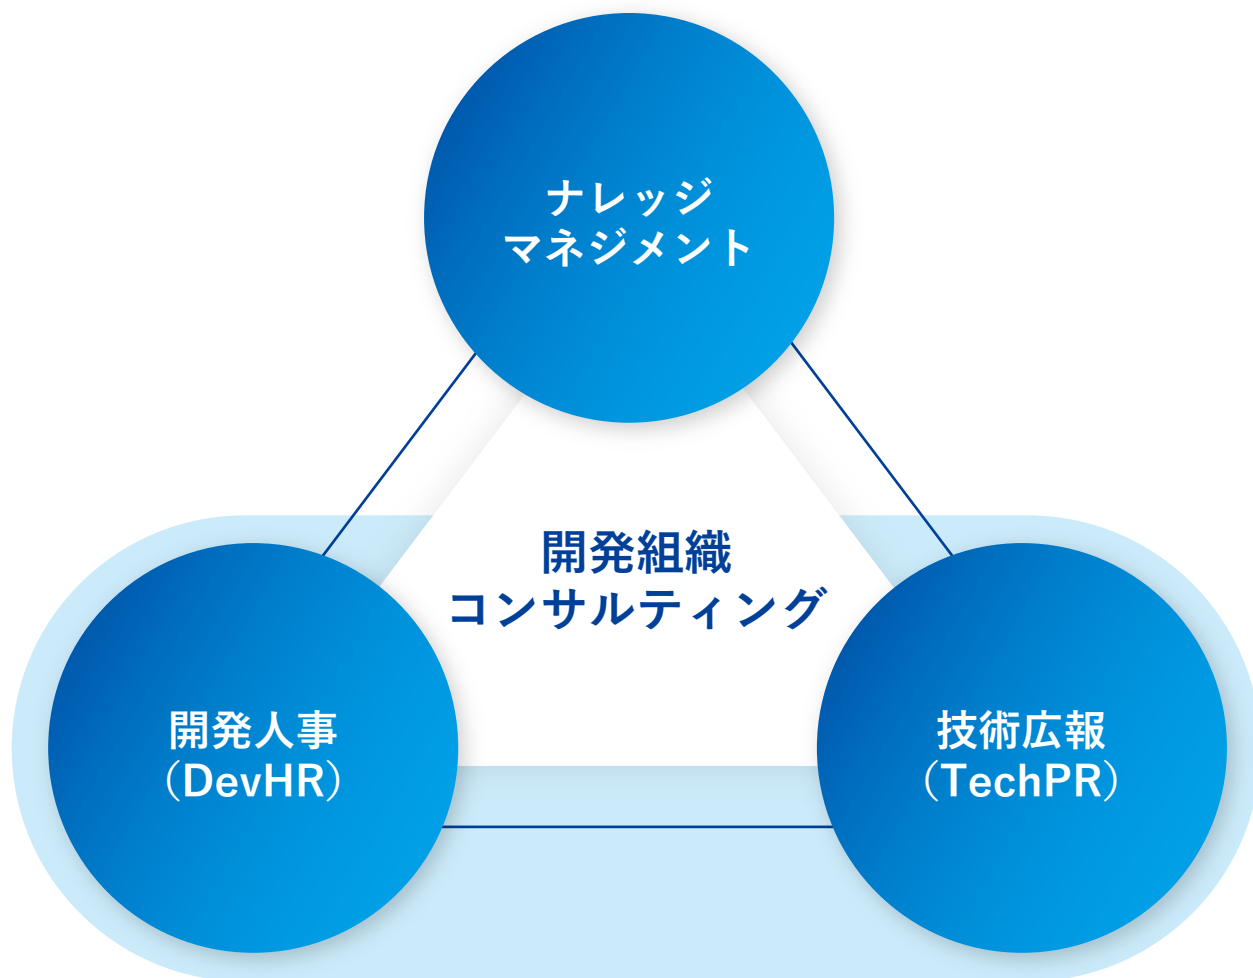 ナレッジ
マネジメント
開発組織
コンサルティング
開発人事
（DevHR）
技術広報
（TechPR）